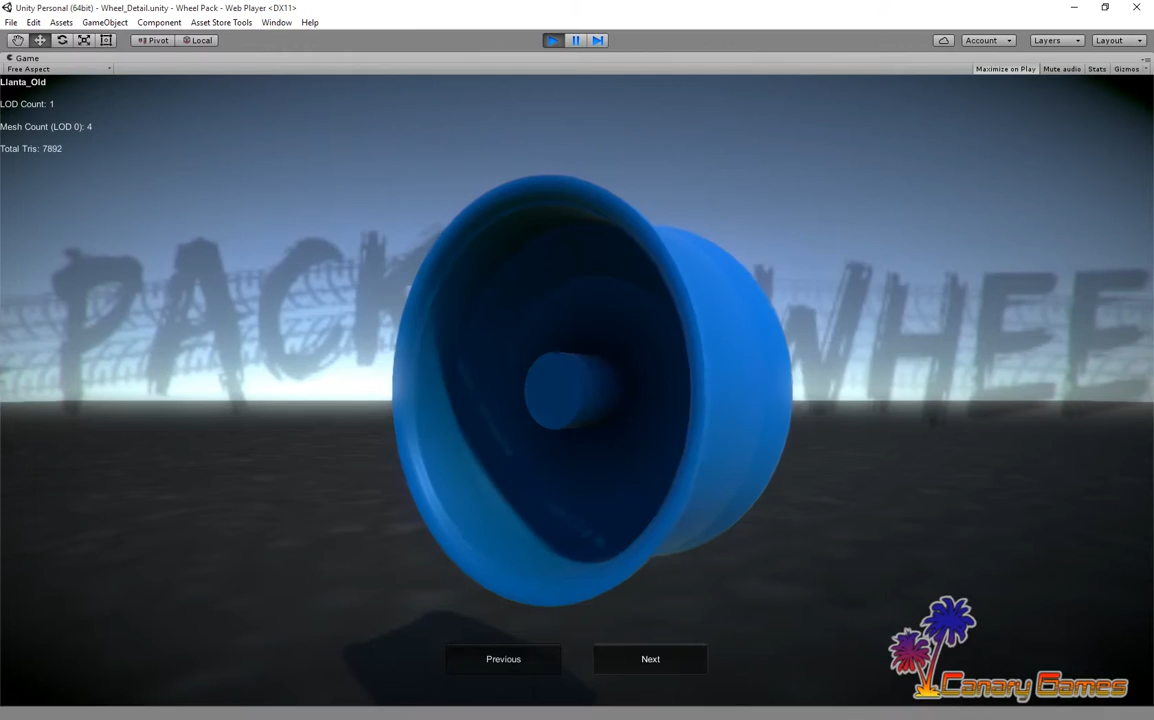 Unity Personal (64bit) - Wheel_Detail.unity - Wheel Pack - Web Player <DX11>
File Edit Assets GameObject Component Asset Store Tools Window Help
Pivot Local Account Layers Layout
Game
Free Aspect Maximize on Play Mute audio Stats Gizmos
Llanta_Old
LOD Count: 1
Mesh Count (LOD 0): 4
Total Tris: 7892
PACK WHEE
Previous Next
Canary Games